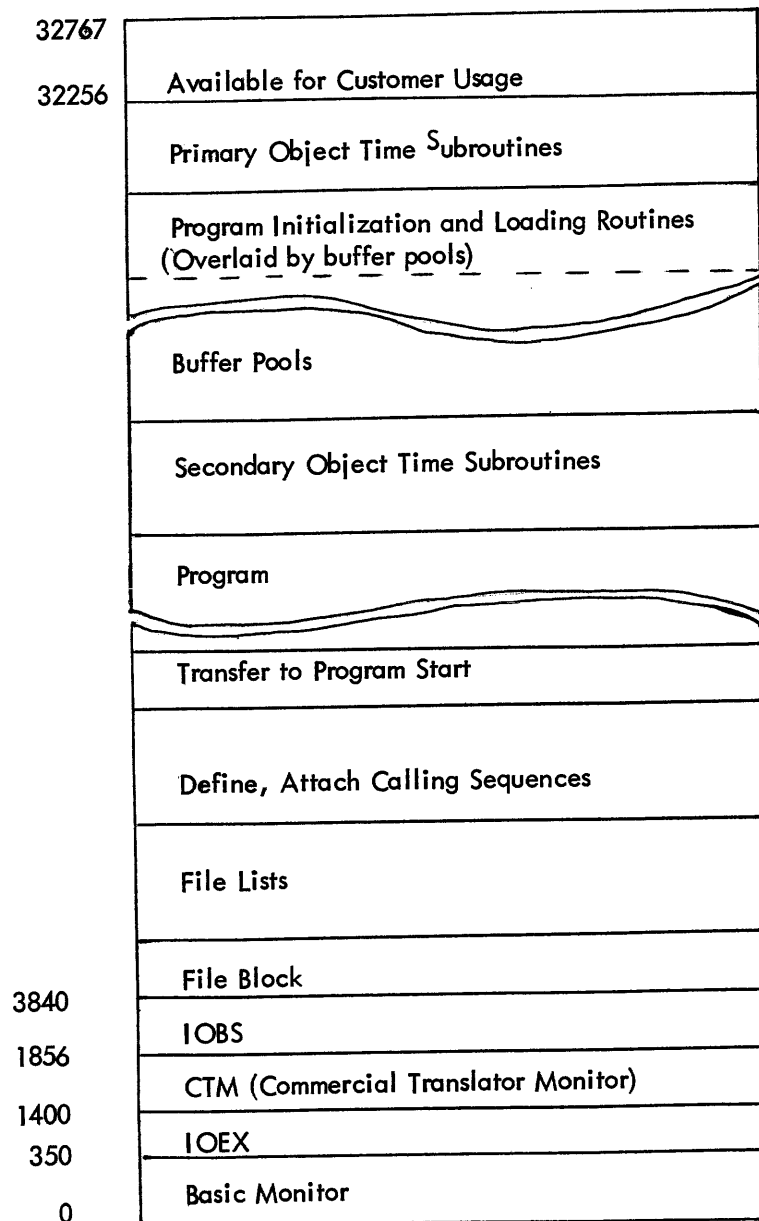 32767
Available for Customer Usage
32256
Primary Object Time Subroutines
Program Initialization and Loading Routines
(Overlaid by buffer pools)
Buffer Pools
Secondary Object Time Subroutines
Program
Transfer to Program Start
Define, Attach Calling Sequences
File Lists
File Block
3840
IOBS
1856
CTM (Commercial Translator Monitor)
1400
IOEX
350
Basic Monitor
0